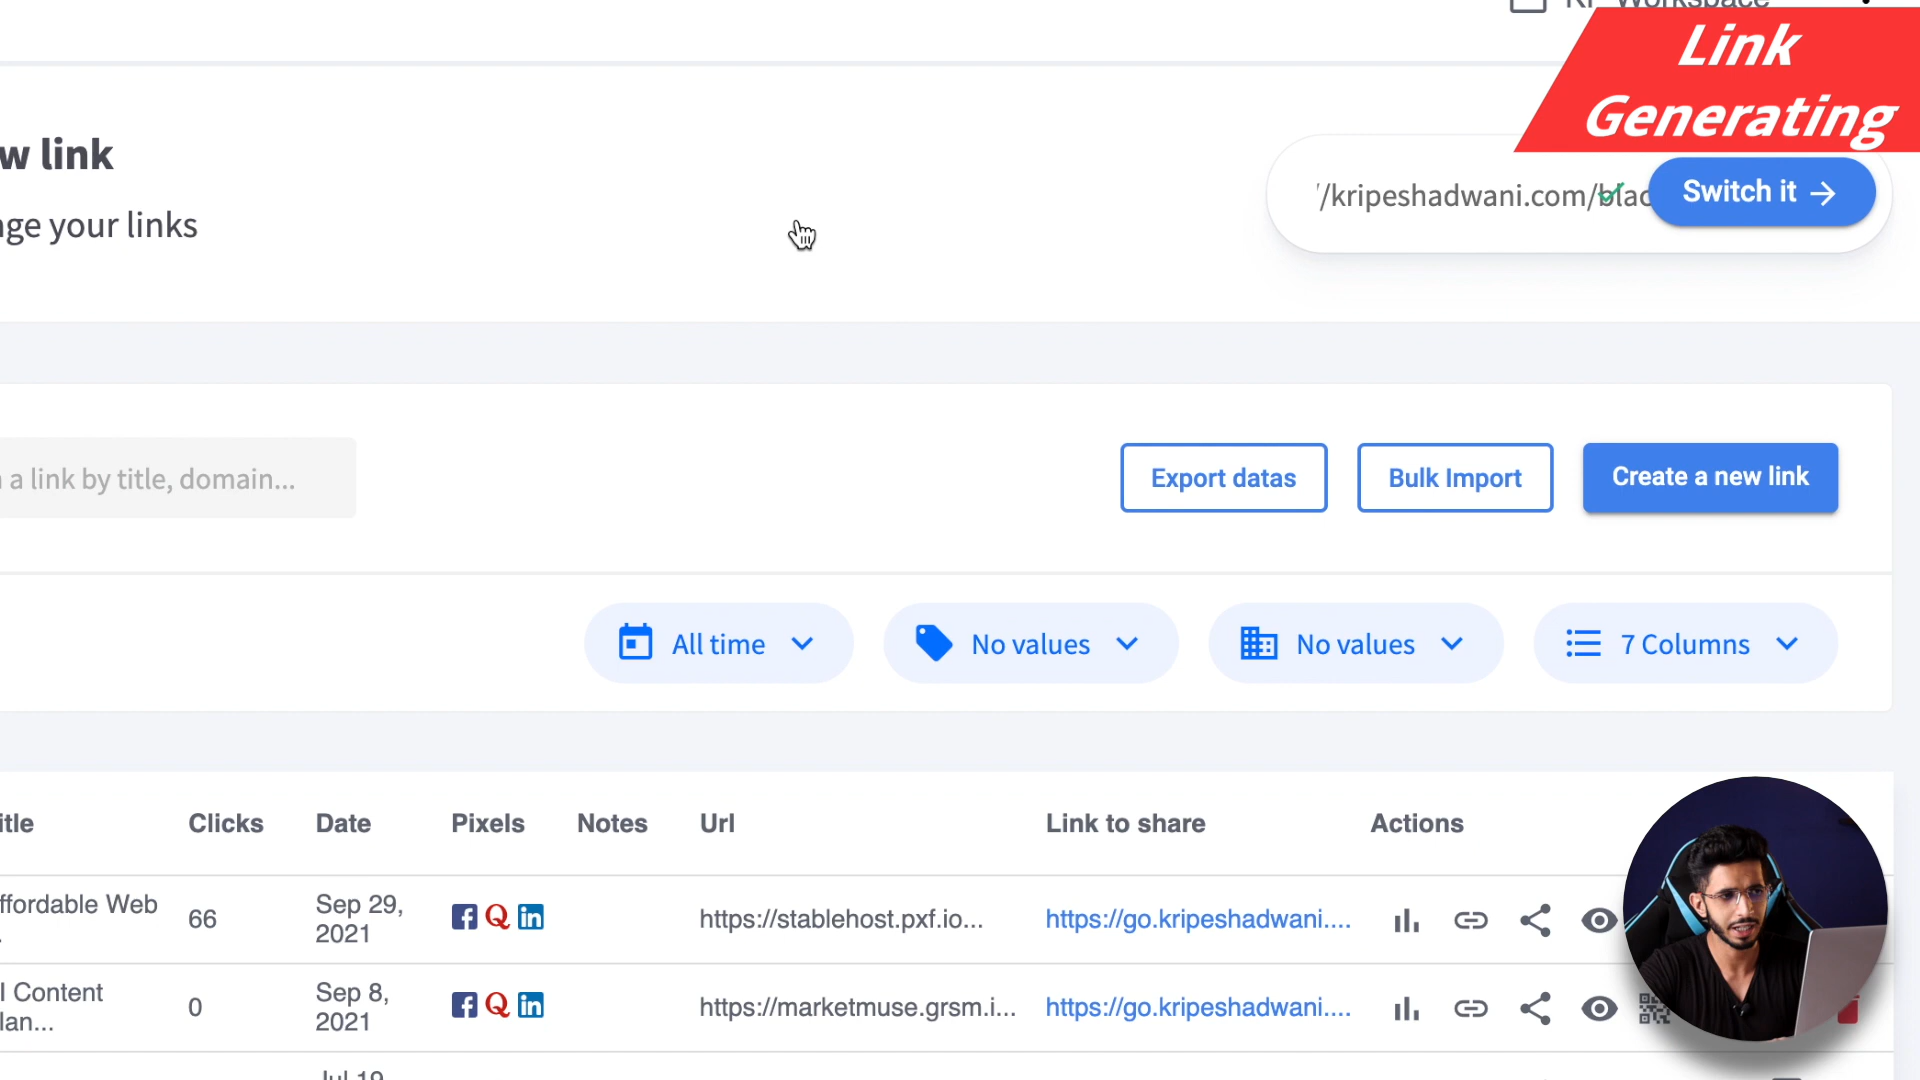 Link
Generating
w link
nge your links
//kripeshadwani.com/blac
Switch it
a link by title, domain...
Export datas
Bulk Import
Create a new link
All time
No values
No values
7 Columns
itle
Clicks
Date
Pixels
Notes
Url
Link to share
Actions
ffordable Web
66
Sep 29,
2021
https://stablehost.pxf.io...
https://go.kripeshadwani....
I Content
lan...
0
Sep 8,
2021
https://marketmuse.grsm.i...
https://go.kripeshadwani....